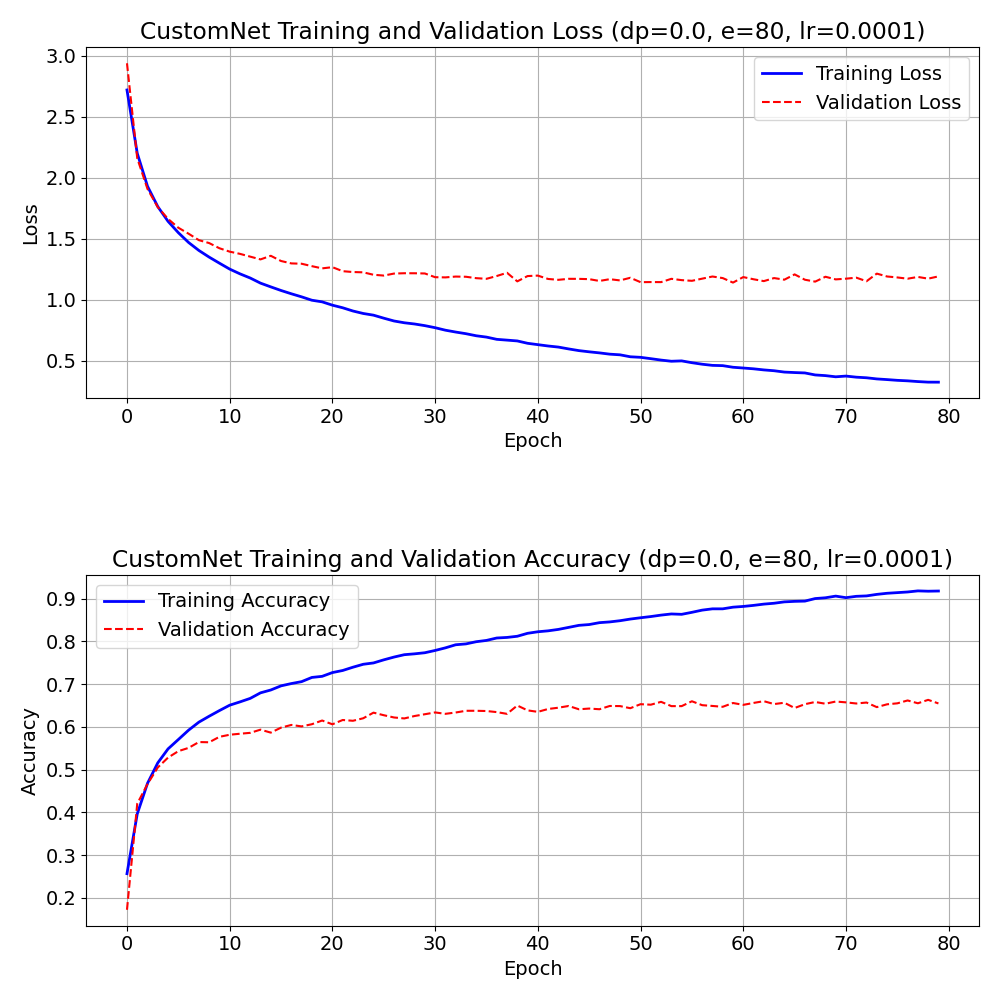 CustomNet Training and Validation Loss (dp=0.0, e=80, lr=0.0001)
3.0
2.5
2.0
1.5
1.0
0.5
Loss
Training Loss
Validation Loss
0 10 20 30 40 50 60 70 80
Epoch
CustomNet Training and Validation Accuracy (dp=0.0, e=80, lr=0.0001)
0.9
0.8
0.7
0.6
0.5
0.4
0.3
0.2
Accuracy
Training Accuracy
Validation Accuracy
0 10 20 30 40 50 60 70 80
Epoch